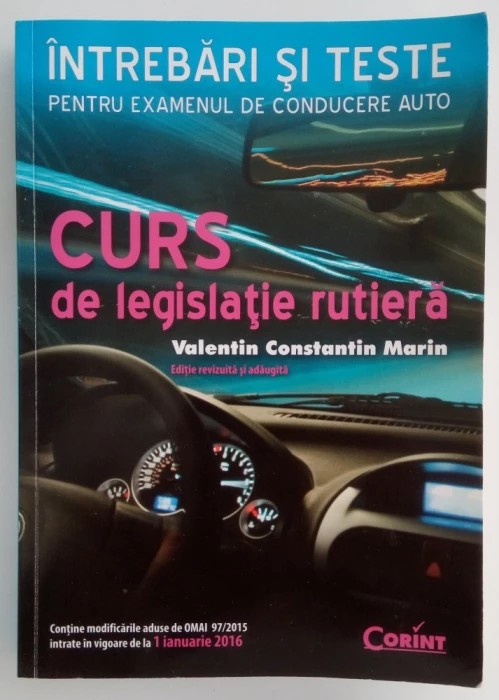 ÎNTREBĂRI ȘI TESTE
PENTRU EXAMENUL DE CONDUCERE AUTO
CURS
de legislaţie rutieră
Valentin Constantin Marin
Ediţie revizuită şi adăugită
Conţine modificările aduse de OMAI 97/2015
intrate în vigoare de la 1 ianuarie 2016
CORINT